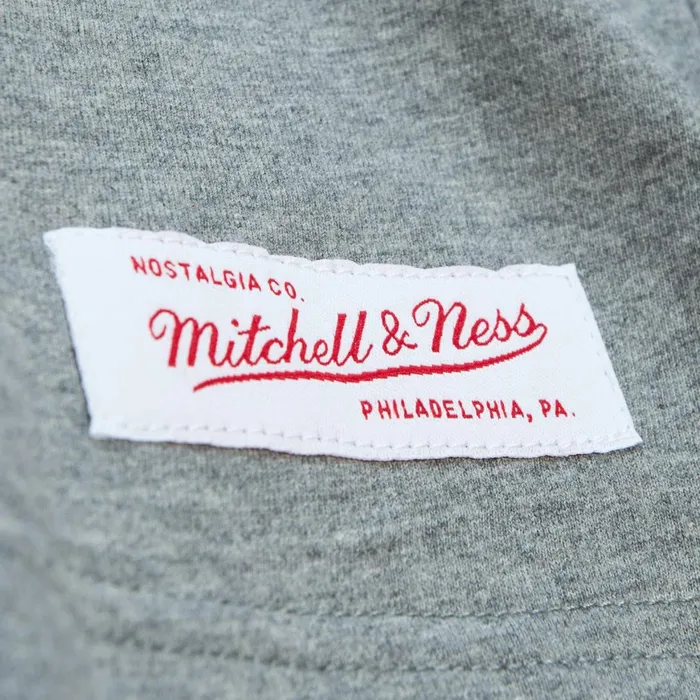 NOSTALGIA CO.
Mitchell & Ness
PHILADELPHIA, PA.